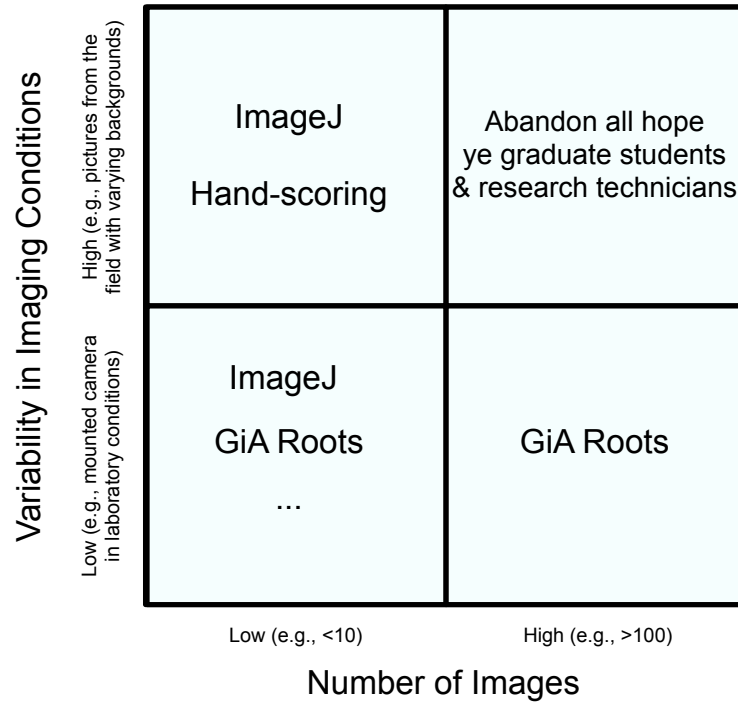 Variability in Imaging Conditions
High (e.g., pictures from the
field with varying backgrounds)
ImageJ
Hand-scoring
Abandon all hope
ye graduate students
& research technicians
Low (e.g., mounted camera
in laboratory conditions)
ImageJ
GiA Roots
...
GiA Roots
Low (e.g., <10)
High (e.g., >100)
Number of Images